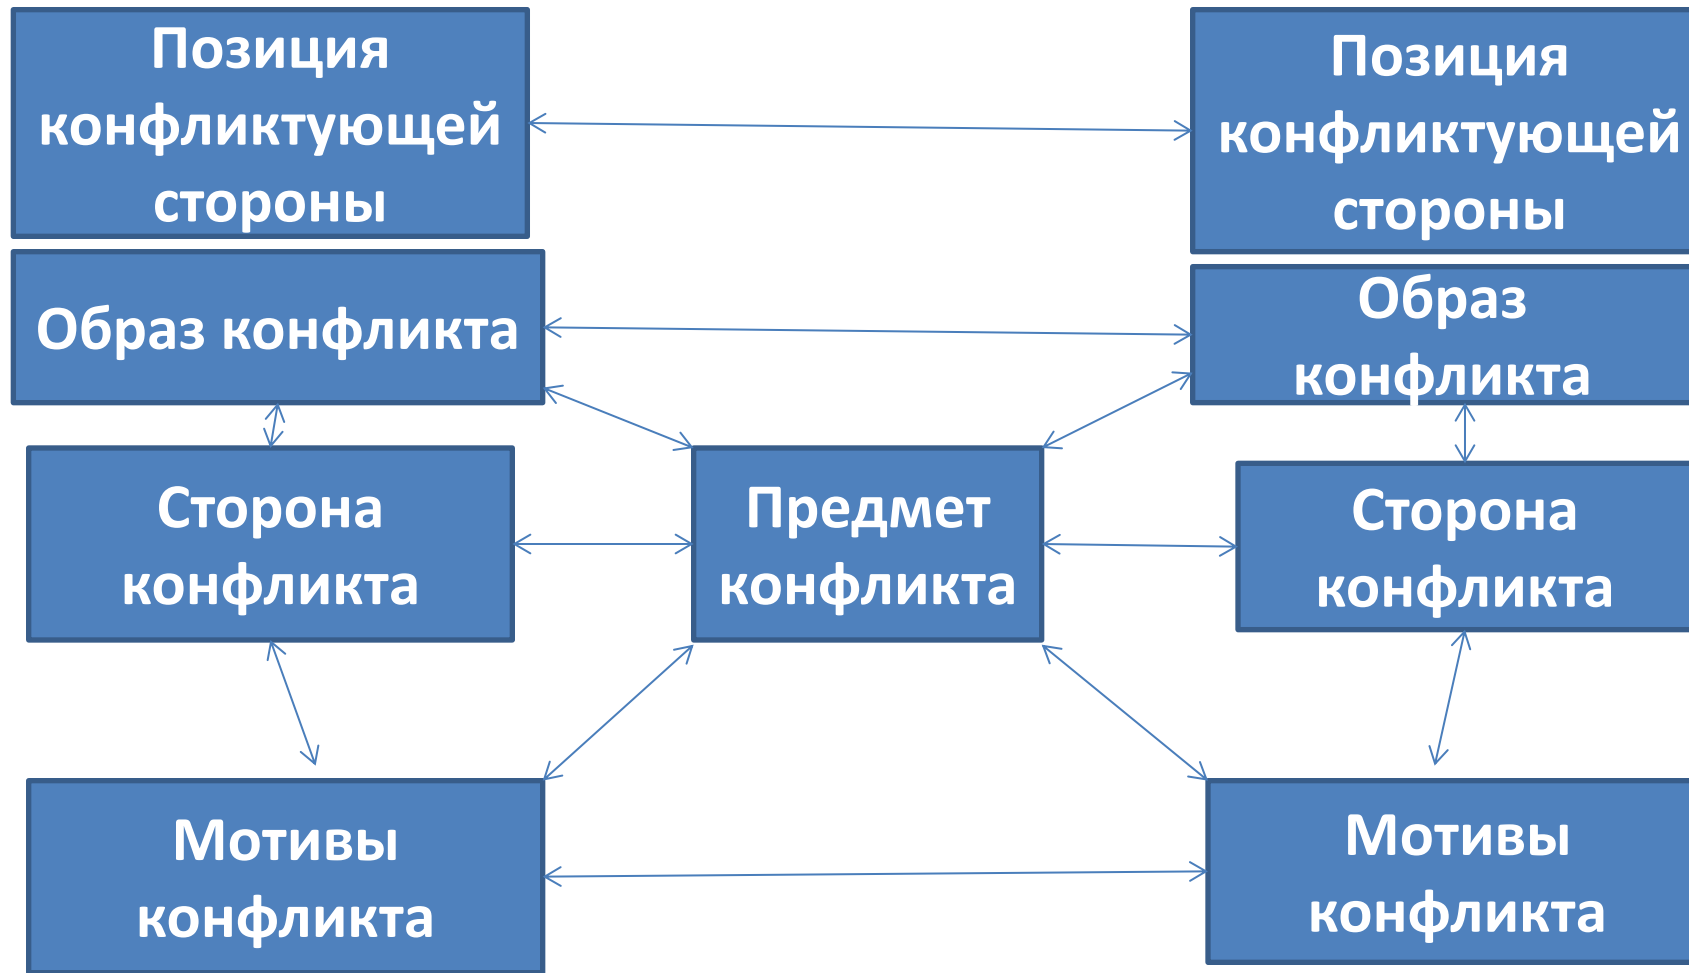 Позиция
конфликтующей
стороны
Позиция
конфликтующей
стороны
Образ конфликта
Образ
конфликта
Сторона
конфликта
Предмет
конфликта
Сторона
конфликта
Мотивы
конфликта
Мотивы
конфликта